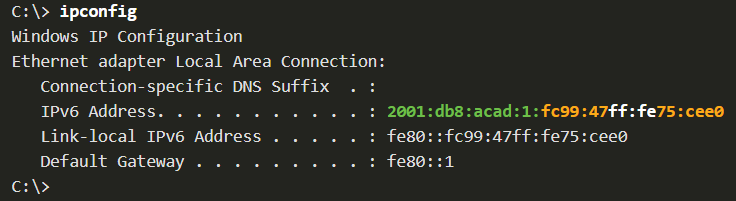 C:\> ipconfig
Windows IP Configuration
Ethernet adapter Local Area Connection:
   Connection-specific DNS Suffix  . :
   IPv6 Address. . . . . . . . . . . : 2001:db8:acad:1:fc99:47ff:fe75:cee0
   Link-local IPv6 Address . . . . . : fe80::fc99:47ff:fe75:cee0
   Default Gateway . . . . . . . . . : fe80::1
C:\>